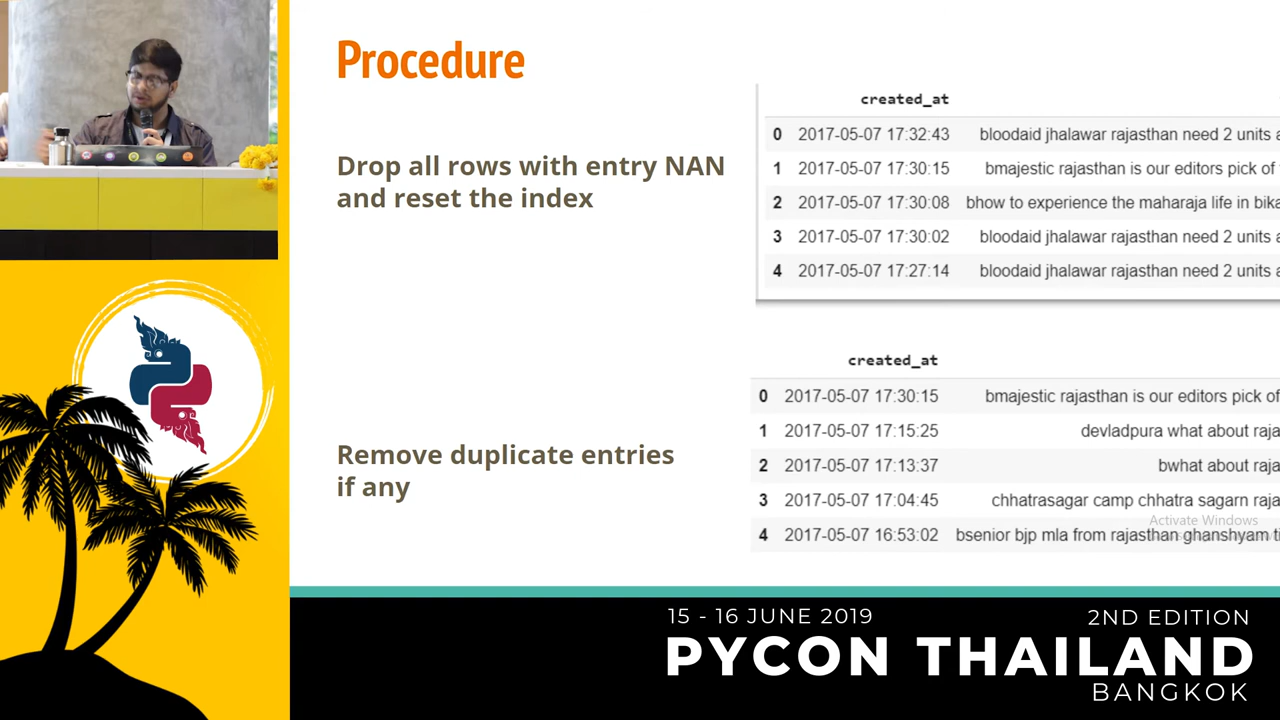 Procedure
Drop all rows with entry NAN
and reset the index
created_at
0 2017-05-07 17:32:43 bloodaid jhalawar rajasthan need 2 units
1 2017-05-07 17:30:15 bmajestic rajasthan is our editors pick of
2 2017-05-07 17:30:08 bhow to experience the maharaja life in
3 2017-05-07 17:30:02 bloodaid jhalawar rajasthan need 2 units
4 2017-05-07 17:27:14 bloodaid jhalawar rajasthan need 2 units
Remove duplicate entries
if any
created_at
0 2017-05-07 17:30:15 bmajestic rajasthan is our editors pick of
1 2017-05-07 17:15:25 devladpura what about
2 2017-05-07 17:13:37 bwhat about
3 2017-05-07 17:04:45 chhatrasagar camp chhatra sagarn
4 2017-05-07 16:53:02 bsenior bjp mla from rajasthan ghanshyam
Activate Windows
15 - 16 JUNE 2019
2ND EDITION
PYCON THAILAND
BANGKOK